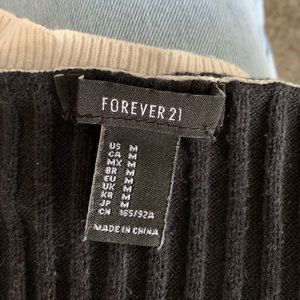 FOREVER 21
US M
CA M
MX M
BR M
EU M
UK M
KR M
JP M
CN 165/92A
MADE IN CHINA